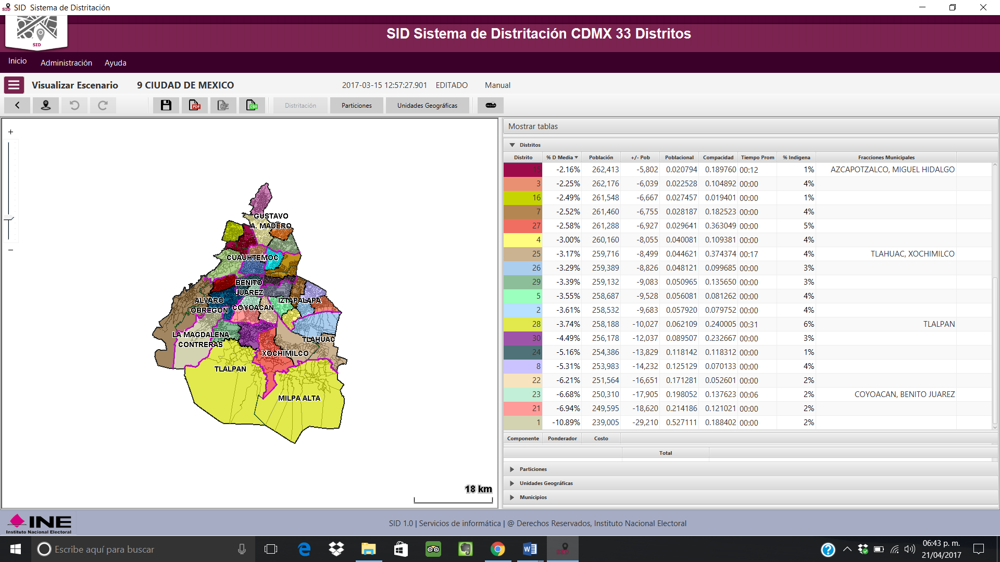 SID Sistema de Distritación
SID
SID Sistema de Distritación CDMX 33 Distritos
Inicio Administración Ayuda
Visualizar Escenario 9 CIUDAD DE MEXICO 2017-03-15 12:57:27.901 EDITADO Manual
PDF ZIP CSV Distritación Particiones Unidades Geográficas
+
−
GUSTAVO
A. MADERO
CUAUHTEMOC
BENITO
JUAREZ
ALVARO
OBREGON
IZTAPALAPA
COYOACAN
LA MAGDALENA
CONTRERAS
TLAHUAC
XOCHIMILCO
TLALPAN
MILPA ALTA
18 km
Mostrar tablas
Distritos
Distrito % D Media Población +/- Pob Poblacional Compacidad Tiempo Prom % Indigena Fracciones Municipales
15 -2.16% 262,413 -5,802 0.020794 0.189760 00:12 1% AZCAPOTZALCO, MIGUEL HIDALGO
3 -2.25% 262,176 -6,039 0.022528 0.104892 00:00 4%
16 -2.49% 261,548 -6,667 0.027457 0.019401 00:00 1%
7 -2.52% 261,460 -6,755 0.028187 0.182523 00:00 4%
27 -2.58% 261,288 -6,927 0.029641 0.363049 00:00 5%
4 -3.00% 260,160 -8,055 0.040081 0.109381 00:00 4%
25 -3.17% 259,716 -8,499 0.044621 0.374374 00:17 4% TLAHUAC, XOCHIMILCO
26 -3.29% 259,389 -8,826 0.048121 0.099685 00:00 3%
29 -3.39% 259,132 -9,083 0.050965 0.135650 00:00 3%
5 -3.55% 258,687 -9,528 0.056081 0.081262 00:00 4%
2 -3.61% 258,532 -9,683 0.057920 0.079752 00:00 4%
28 -3.74% 258,188 -10,027 0.062109 0.240005 00:31 6% TLALPAN
30 -4.49% 256,178 -12,037 0.089507 0.232667 00:00 3%
24 -5.16% 254,386 -13,829 0.118142 0.118312 00:00 1%
8 -5.31% 253,983 -14,232 0.125129 0.070133 00:00 4%
22 -6.21% 251,564 -16,651 0.171281 0.052601 00:00 2%
23 -6.68% 250,310 -17,905 0.198052 0.137623 00:06 2% COYOACAN, BENITO JUAREZ
21 -6.94% 249,595 -18,620 0.214186 0.121021 00:00 2%
1 -10.89% 239,005 -29,210 0.527111 0.188402 00:00 2%
Componente Ponderador Costo
Total
Particiones
Unidades Geográficas
Municipios
INE
Instituto Nacional Electoral
SID 1.0 | Servicios de informática | @ Derechos Reservados, Instituto Nacional Electoral
Escribe aquí para buscar
06:43 p. m.
21/04/2017